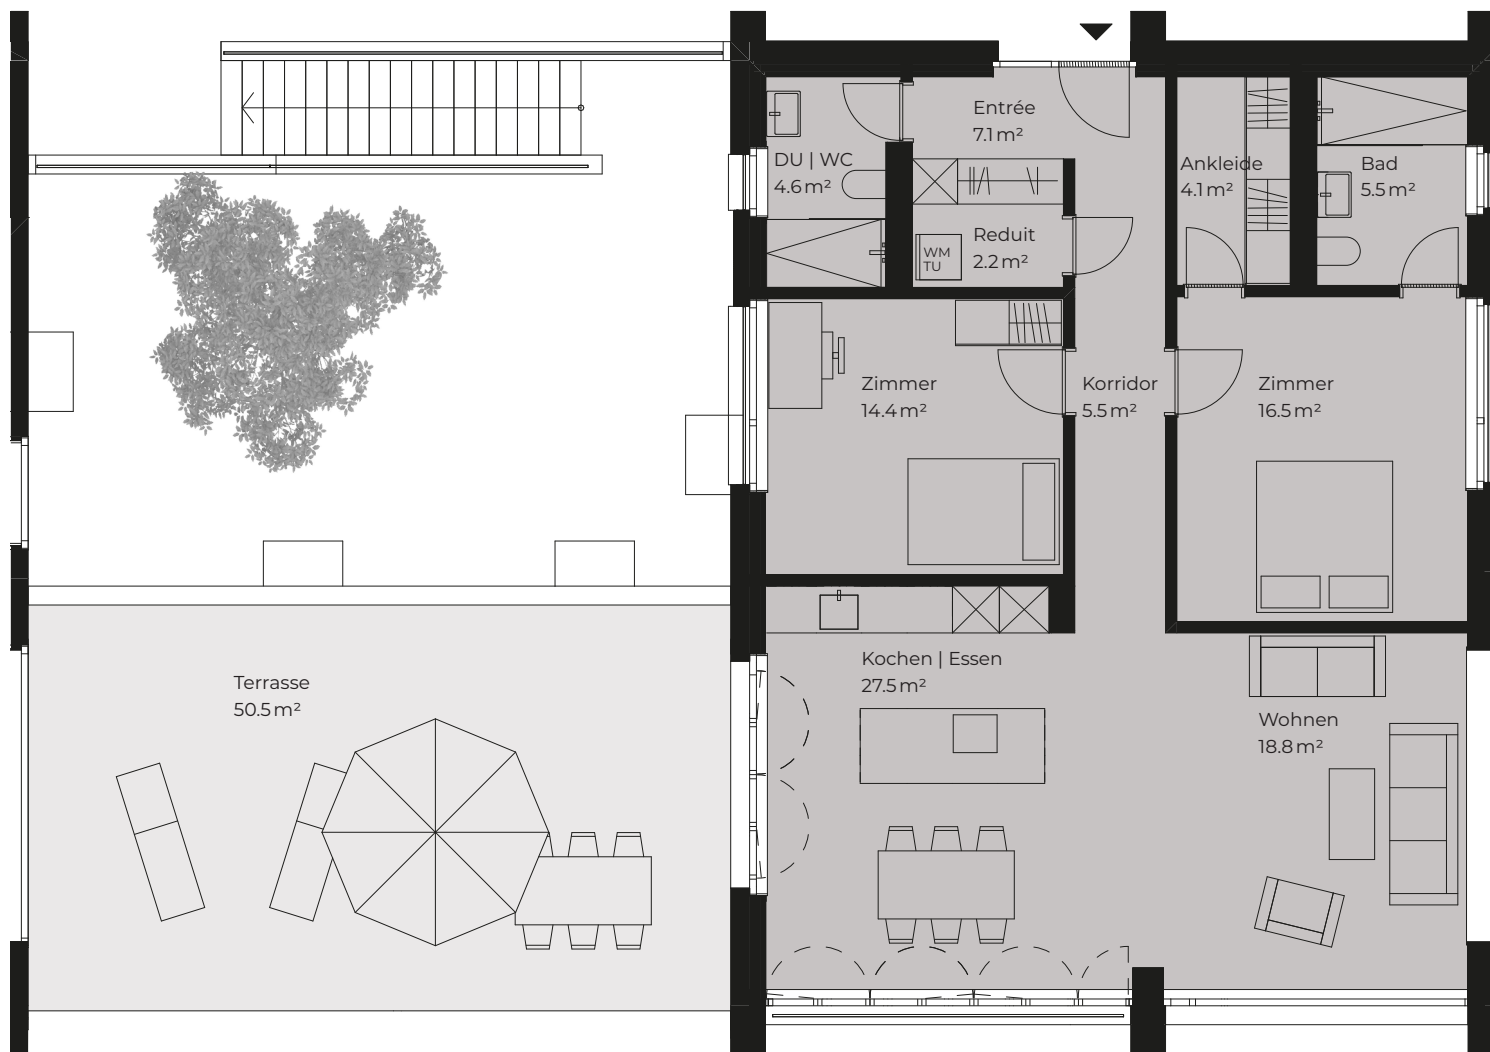 Entrée
7.1 m²
DU | WC
4.6 m²
Ankleide
4.1 m²
Bad
5.5 m²
Reduit
2.2 m²
WM
TU
Zimmer
14.4 m²
Korridor
5.5 m²
Zimmer
16.5 m²
Kochen | Essen
27.5 m²
Terrasse
50.5 m²
Wohnen
18.8 m²